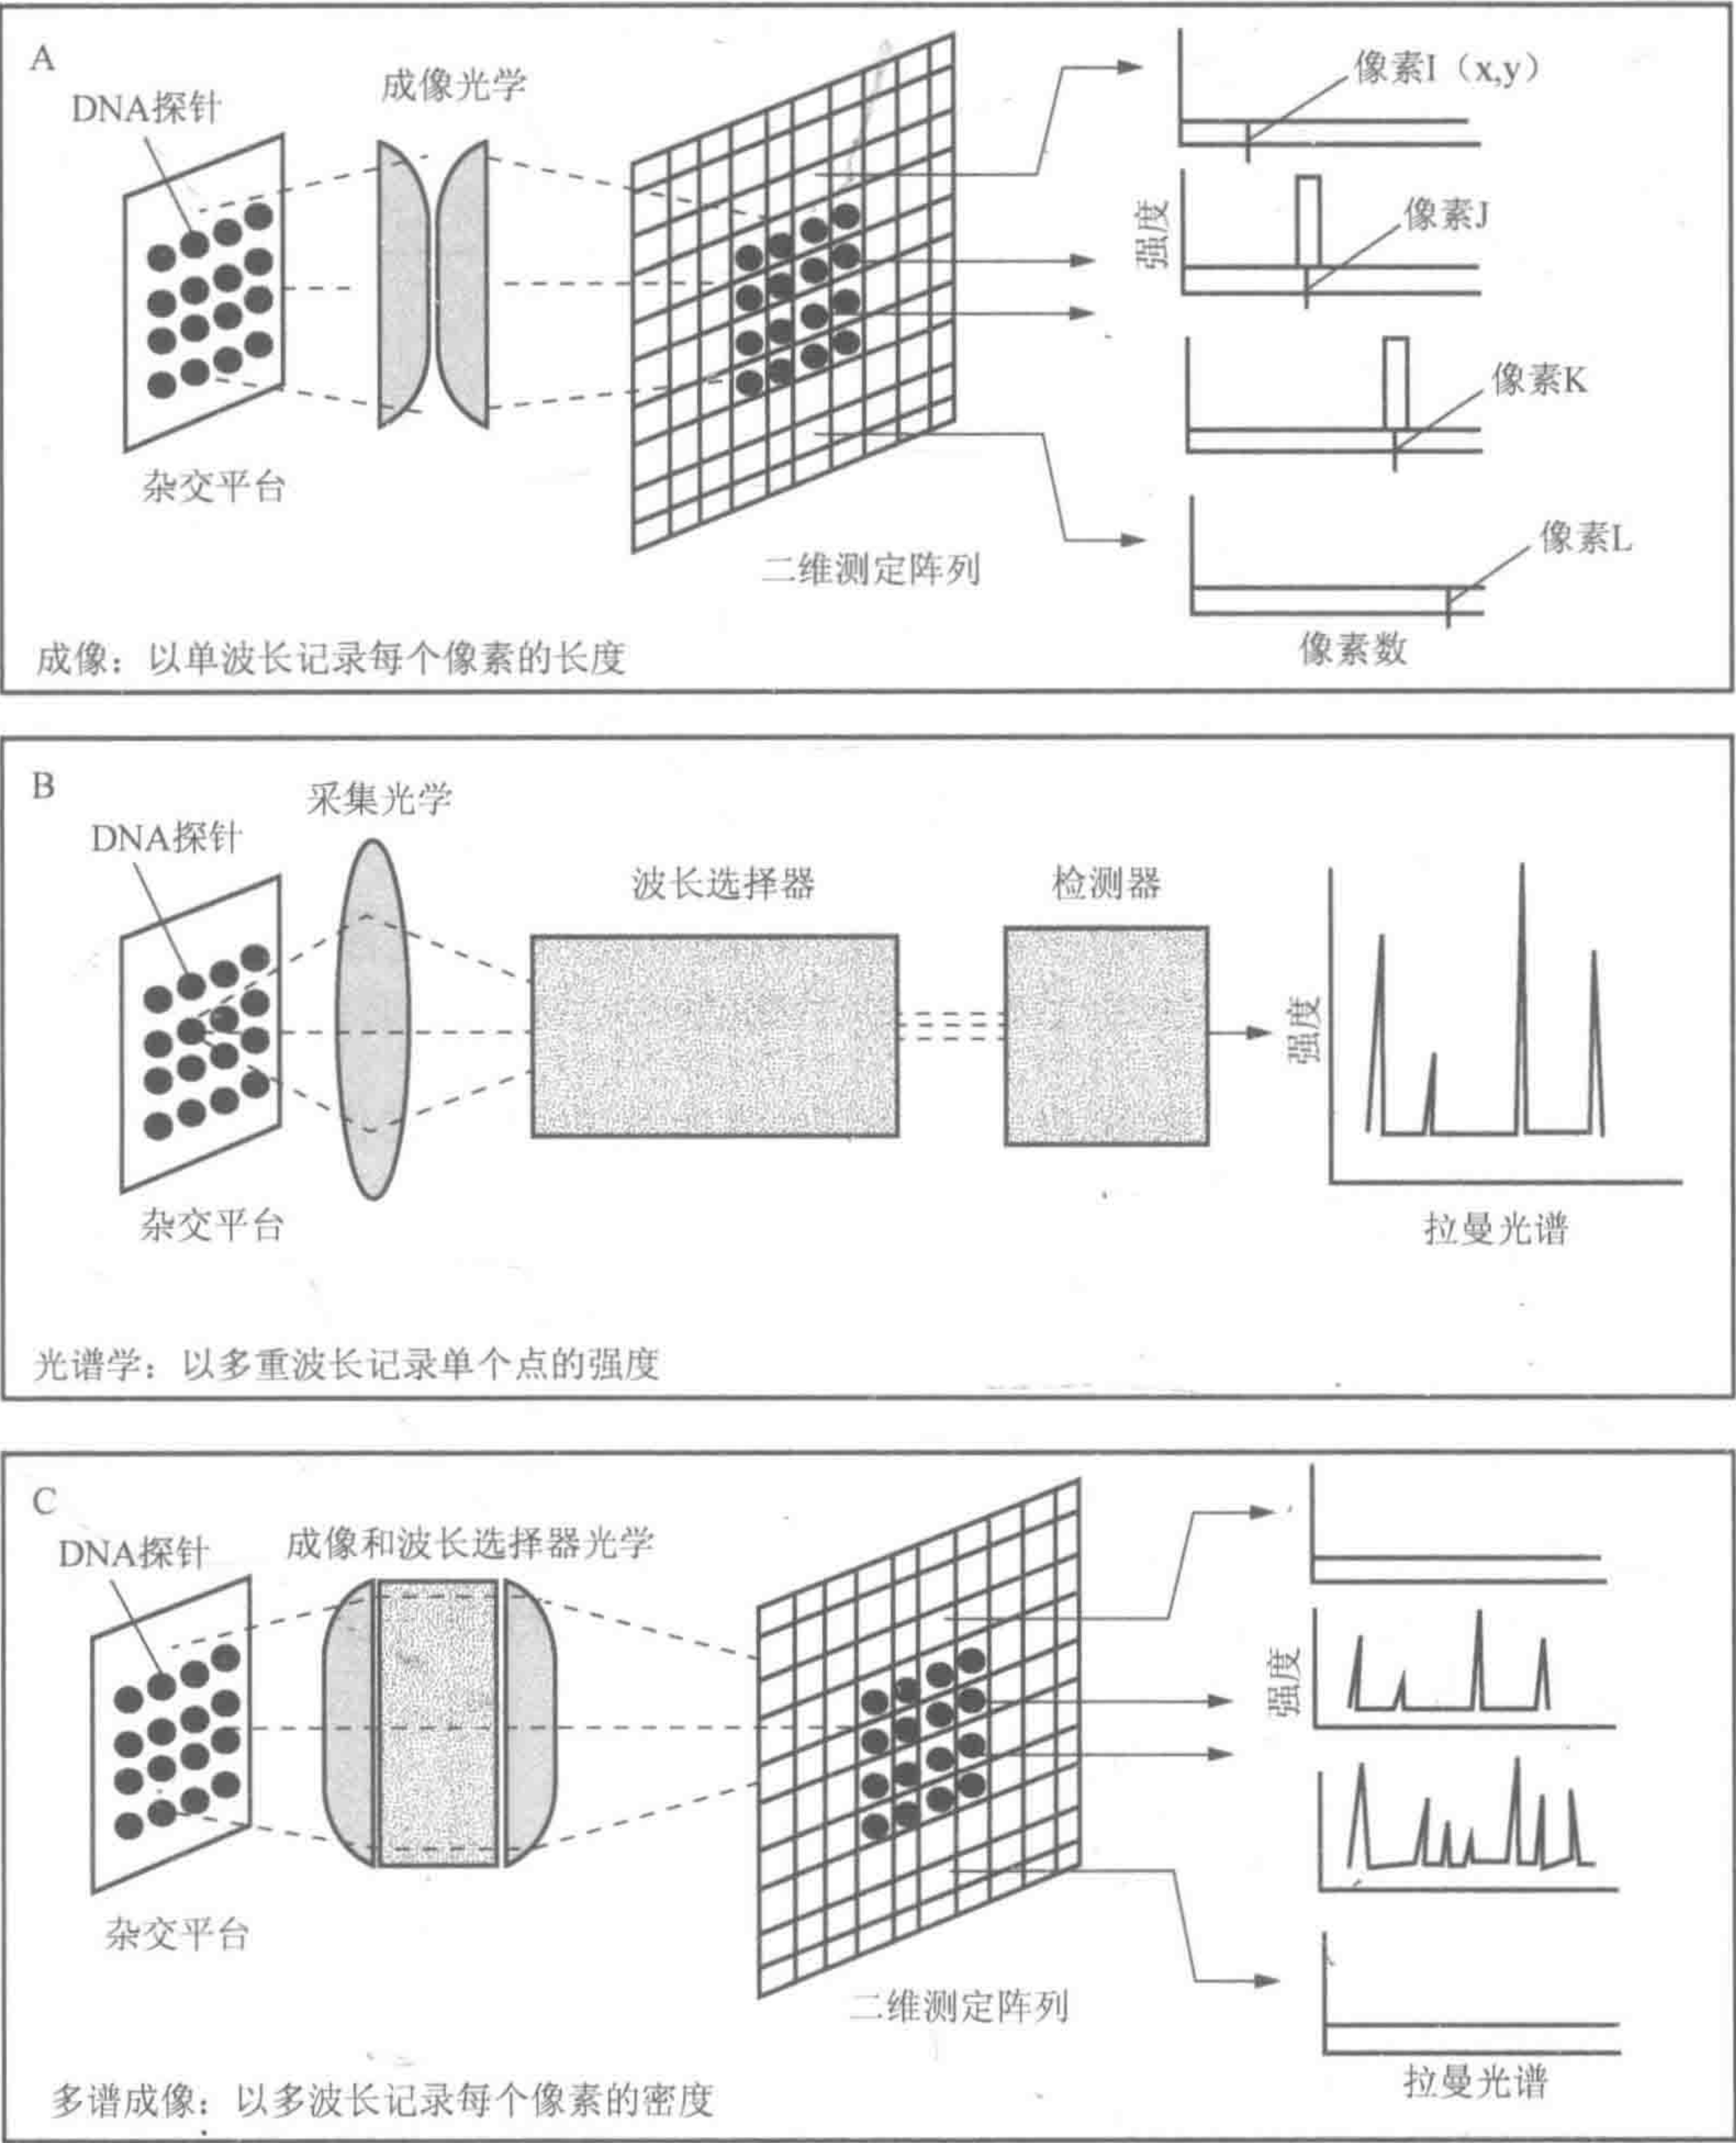 A
DNA探针
成像光学
杂交平台
二维测定阵列
强度
像素I（x,y）
像素J
像素K
像素L
像素数
成像：以单波长记录每个像素的长度
B
DNA探针
采集光学
波长选择器
检测器
杂交平台
强度
拉曼光谱
光谱学：以多重波长记录单个点的强度
C
DNA探针
成像和波长选择器光学
杂交平台
二维测定阵列
强度
拉曼光谱
多谱成像：以多波长记录每个像素的密度